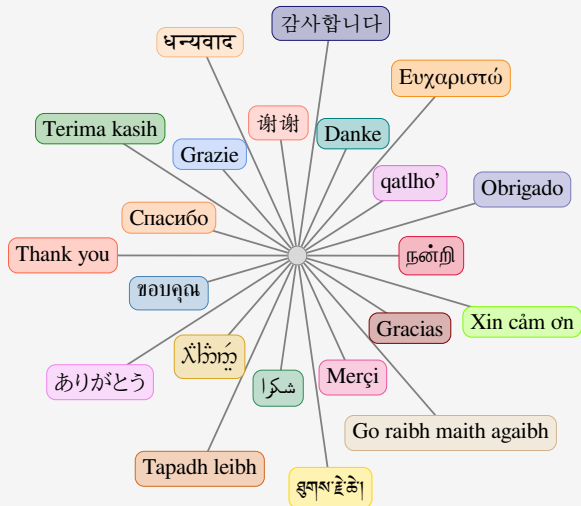 감사합니다
धन्यवाद
Ευχαριστώ
谢谢
Terima kasih
Danke
Grazie
qatlho’
Obrigado
Спасибо
Thank you
நன்றி
ขอบคุณ
Xin cảm ơn
Gracias
ありがとう
شكرا
Merçi
Go raibh maith agaibh
Tapadh leibh
ཐུགས་རྗེ་ཆེ།